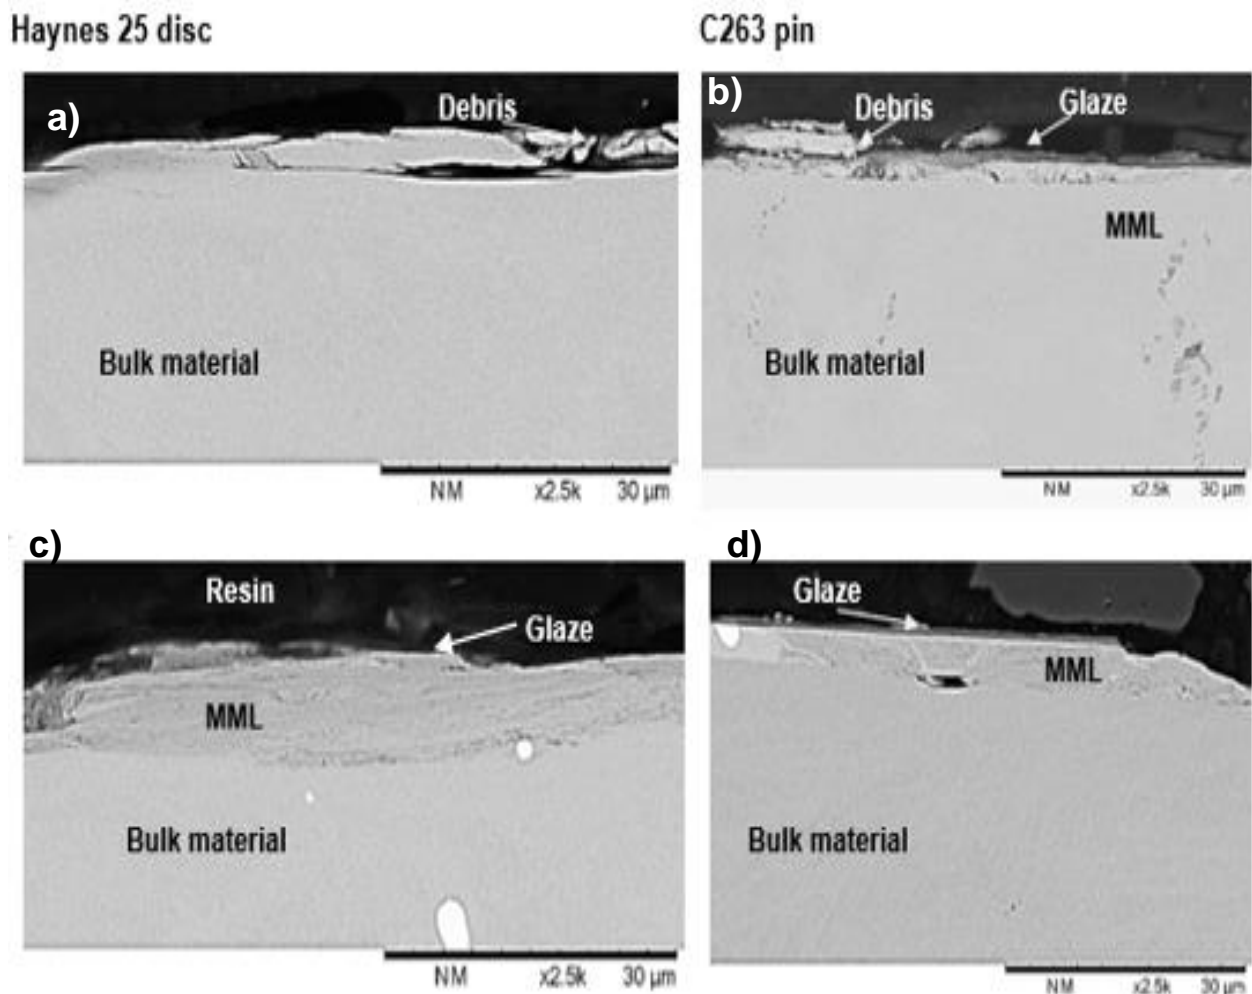 Haynes 25 disc
C263 pin
a)
Debris
Bulk material
NM x2.5k 30 µm
b)
Debris
Glaze
MML
Bulk material
NM x2.5k 30 µm
c)
Resin
Glaze
MML
Bulk material
NM x2.5k 30 µm
d)
Glaze
MML
Bulk material
NM x2.5k 30 µm